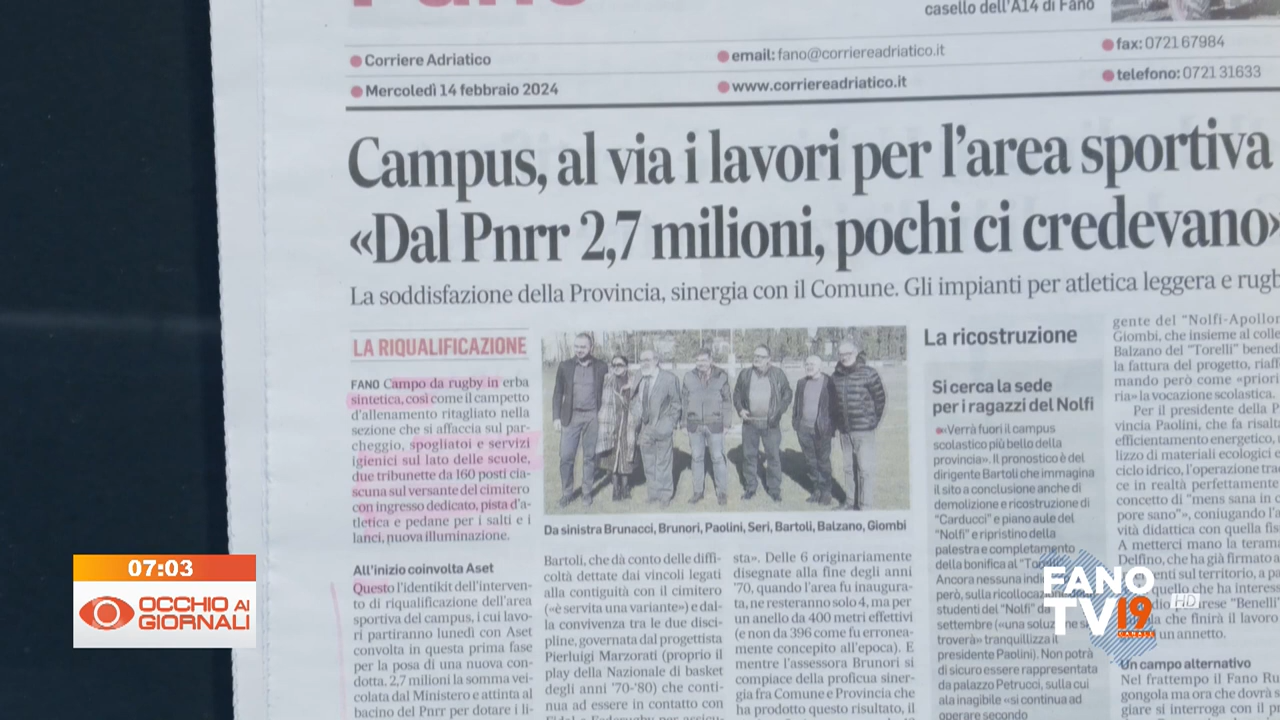 Fano
casello dell'A14 di Fano
Corriere Adriatico
email: fano@corriereadriatico.it
fax: 0721 67984
Mercoledì 14 febbraio 2024
www.corriereadriatico.it
telefono: 0721 31633
Campus, al via i lavori per l'area sportiva
«Dal Pnrr 2,7 milioni, pochi ci credevano»
La soddisfazione della Provincia, sinergia con il Comune. Gli impianti per atletica leggera e rugb
LA RIQUALIFICAZIONE
FANO Campo da rugby in erba
sintetica, così come il campetto
d'allenamento ritagliato nella
sezione che si affaccia sul par-
cheggio, spogliatoi e servizi
igienici sul lato delle scuole,
due tribunette da 160 posti cia-
scuna sul versante del cimitero
con ingresso dedicato, pista d'a-
tletica e pedane per i salti e i
lanci, nuova illuminazione.
All'inizio coinvolta Aset
Questo l'identikit dell'interven-
to di riqualificazione dell'area
sportiva del campus, i cui lavo-
ri partiranno lunedì con Aset
convolta in questa prima fase
per la posa di una nuova con-
dotta. 2,7 milioni la somma vei-
colata dal Ministero e attinta al
bacino del Pnrr per dotare i li-
Da sinistra Brunacci, Brunori, Paolini, Seri, Bartoli, Balzano, Giombi
Bartoli, che dà conto delle diffi-
coltà dettate dai vincoli legati
alla contiguità con il cimitero
(«è servita una variante») e dal-
la convivenza tra le due disci-
pline, governata dal progettista
Pierluigi Marzorati (proprio il
play della Nazionale di basket
degli anni '70-'80) che conti-
nua ad essere in contatto con
sta». Delle 6 originariamente
disegnate alla fine degli anni
'70, quando l'area fu inaugura-
ta, ne resteranno solo 4, ma per
un anello da 400 metri effettivi
(e non da 396 come fu erronea-
mente concepito all'epoca). E
mentre l'assessora Brunori si
compiace della proficua siner-
gia fra Comune e Provincia che
ha prodotto questo risultato, il
La ricostruzione
Si cerca la sede
per i ragazzi del Nolfi
«Verrà fuori il campus
scolastico più bello della
provincia». Il pronostico è del
dirigente Bartoli che immagina
il sito a conclusione anche di
demolizione e ricostruzione di
"Carducci" e piano aule del
"Nolfi" e ripristino della
palestra e completamento
della bonifica al "To
Ancora nessuna indi
però, sulla ricollocaz
studenti del "Nolfi" da
settembre («una soluz
troverà» tranquillizza il
presidente Paolini). Non potrà
di sicuro essere rappresentata
da palazzo Petrucci, sulla cui
ala inagibile «si continua ad
operare secondo
gente del "Nolfi-Apollon
Giombi, che insieme al colle
Balzano del "Torelli" bened
la fattura del progetto, riaff
mando però come «priori
ria» la vocazione scolastica.
Per il presidente della P
vincia Paolini, che fa risalt
efficientamento energetico,
lizzo di materiali ecologici e
ciclo idrico, l'operazione tra
ce in realtà perfettamente
concetto di "mens sana in c
pore sano"», coniugando l'a
vità didattica con quella fis
A metterci mano la terama
Delfino, che ha già firmato a
enti sul territorio, a pa
che ha interess
rese "Benelli"
la che finirà il lavoro
un annetto.
Un campo alternativo
Nel frattempo il Fano Ru
gongola ma ora che dovrà s
giare si interroga con il p
07:03
OCCHIO AI
GIORNALI
FANO
TV 19
CANALE
HD